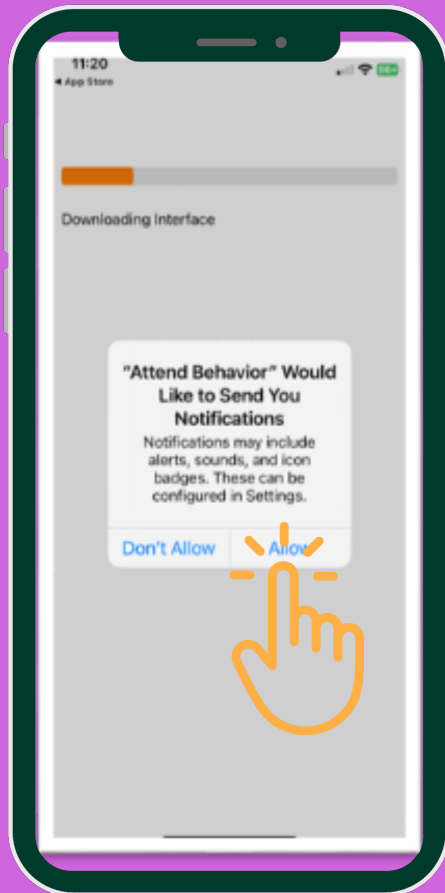 11:20
◀ App Store
Downloading Interface
"Attend Behavior" Would
Like to Send You
Notifications
Notifications may include
alerts, sounds, and icon
badges. These can be
configured in Settings.
Don't Allow
Allow